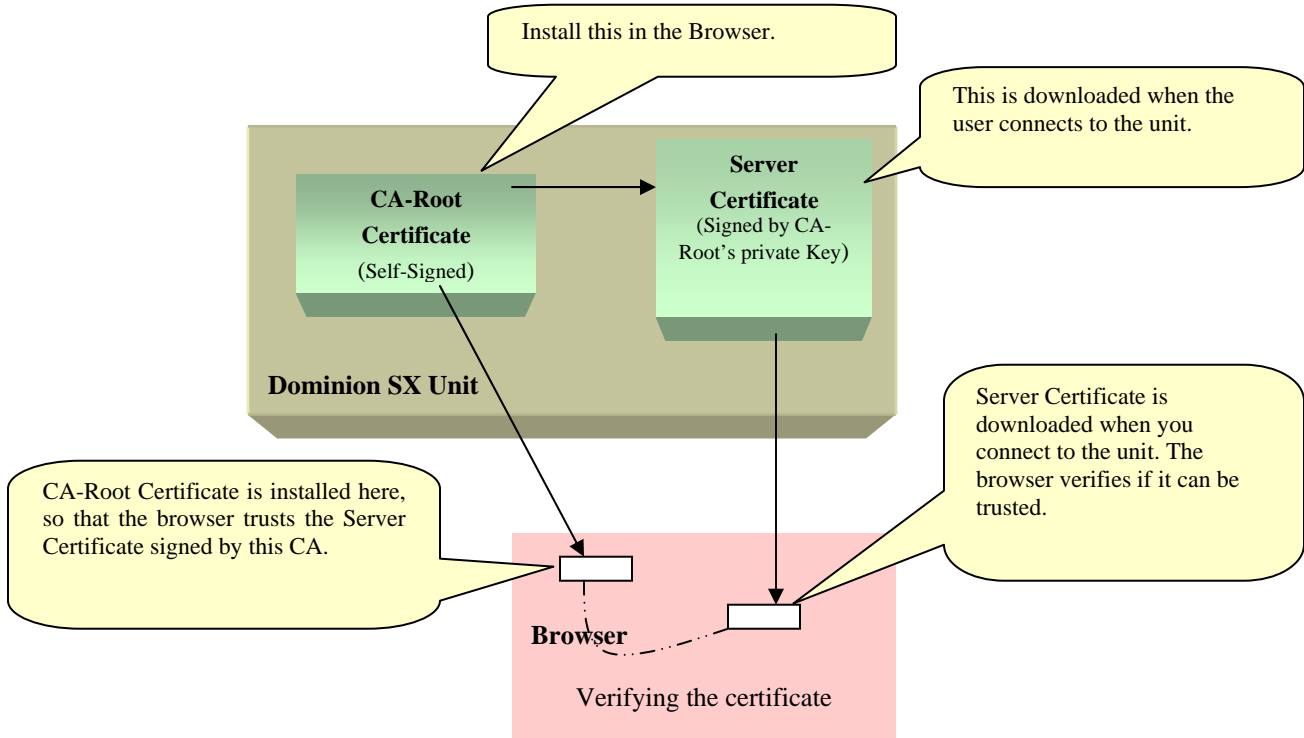 Install this in the Browser.
This is downloaded when the
user connects to the unit.
CA-Root
Certificate
(Self-Signed)
Server
Certificate
(Signed by CA-
Root's private Key)
Dominion SX Unit
Server Certificate is
downloaded when you
connect to the unit. The
browser verifies if it can be
trusted.
CA-Root Certificate is installed here,
so that the browser trusts the Server
Certificate signed by this CA.
Browser
Verifying the certificate